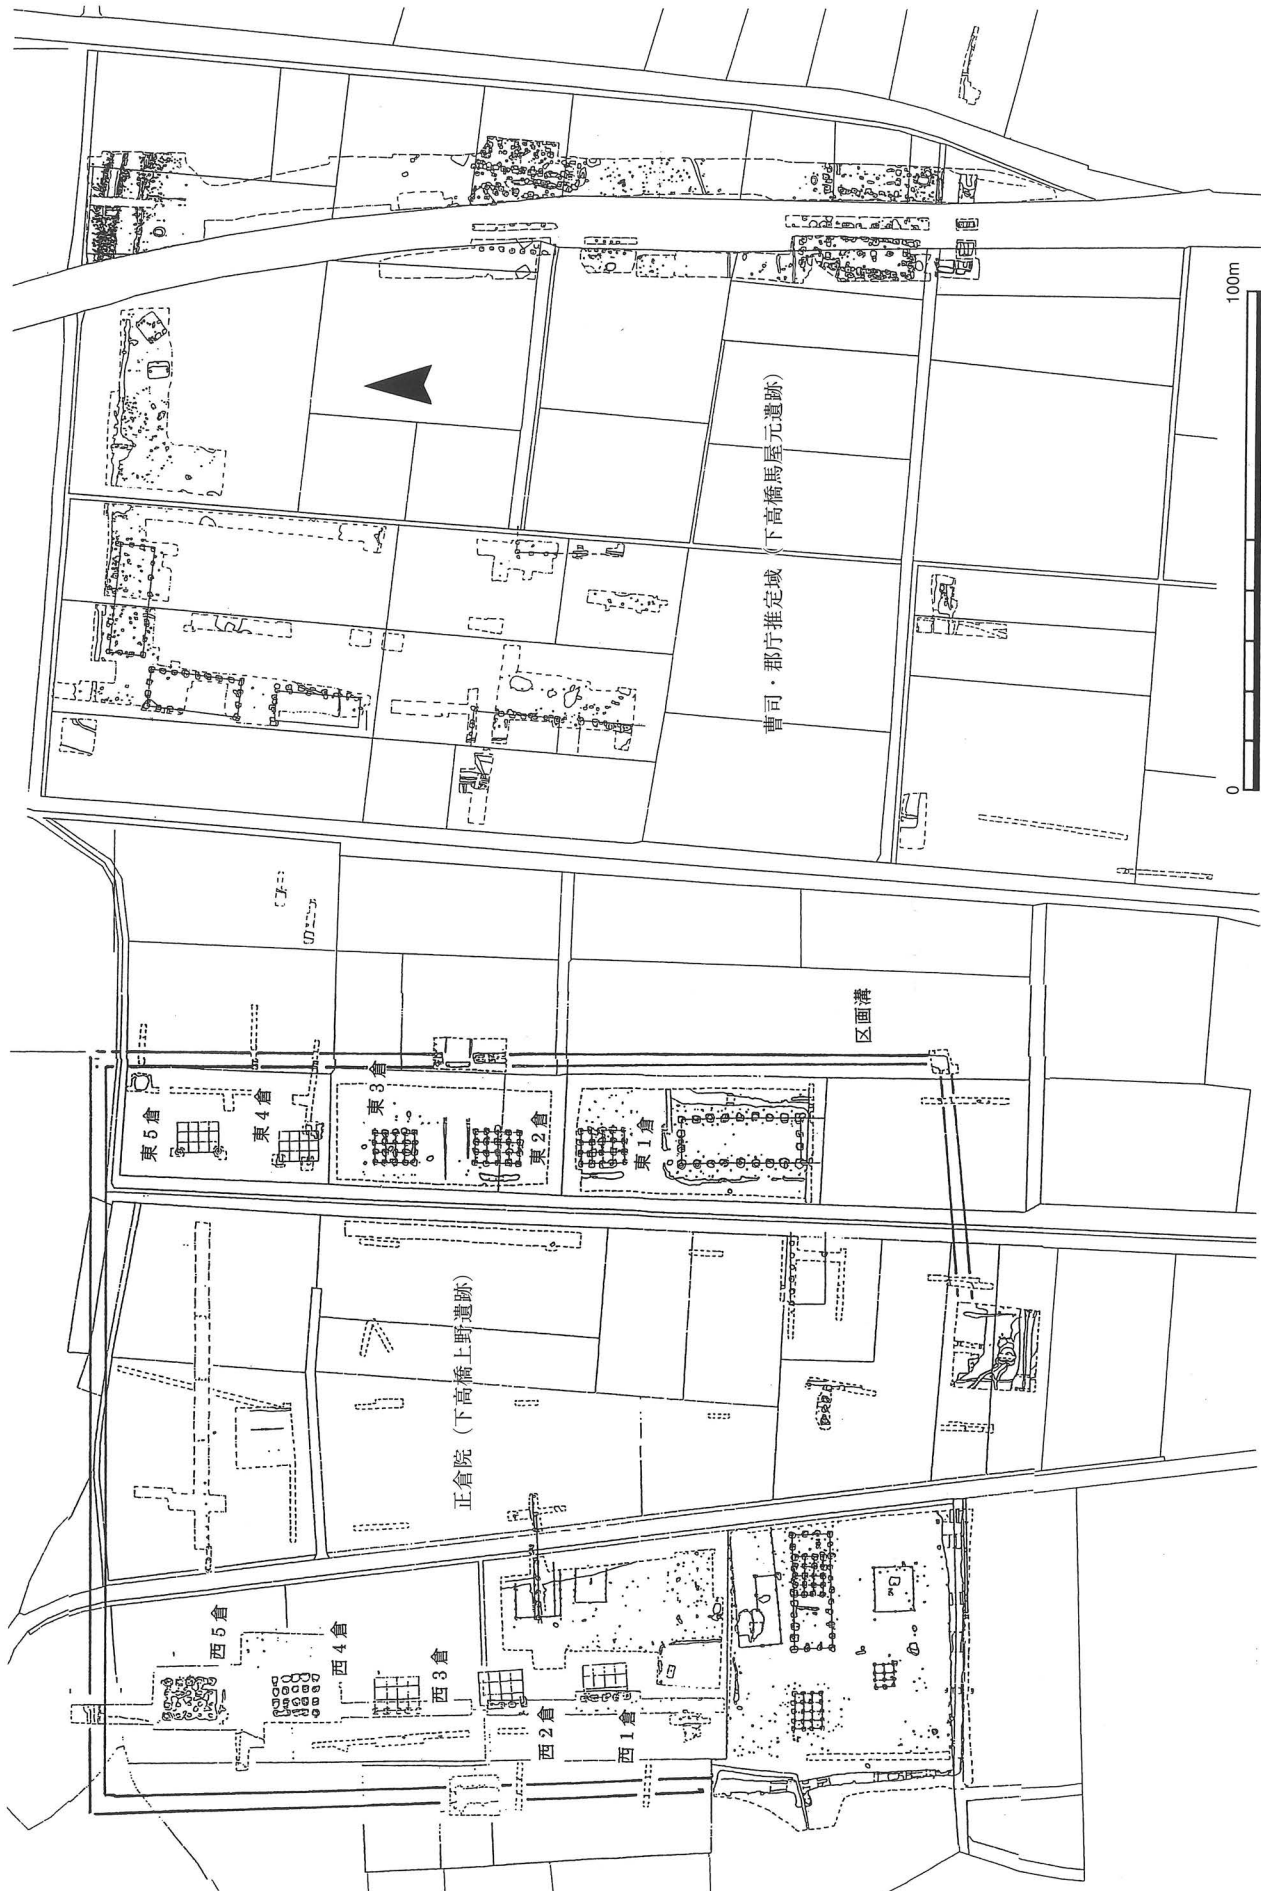 曹司・郡庁推定域（下高橋馬屋元遺跡）
0 100m
区画溝
東5倉
東4倉
東3倉
東2倉
東1倉
正倉院（下高橋上野遺跡）
西5倉
西4倉
西3倉
西2倉
西1倉